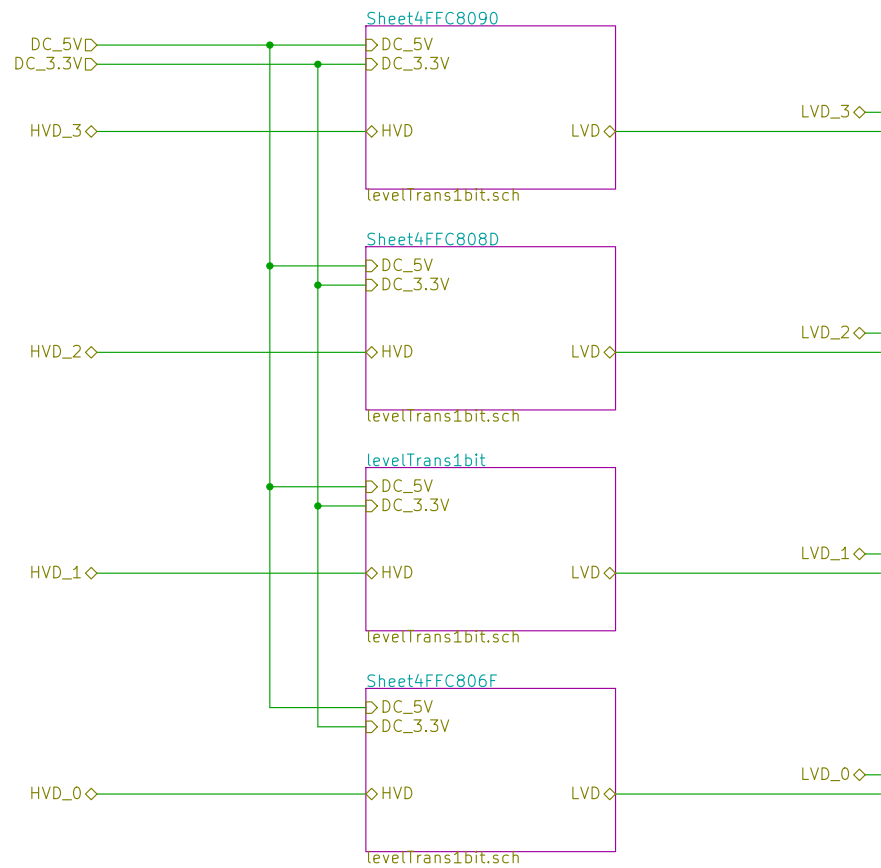 Sheet4FFC8090
DC_5V DC_5V
DC_3.3V DC_3.3V
LVD_3
HVD_3 HVD LVD
levelTrans1bit.sch
Sheet4FFC808D
DC_5V
DC_3.3V
LVD_2
HVD_2 HVD LVD
levelTrans1bit.sch
levelTrans1bit
DC_5V
DC_3.3V
LVD_1
HVD_1 HVD LVD
levelTrans1bit.sch
Sheet4FFC806F
DC_5V
DC_3.3V
LVD_0
HVD_0 HVD LVD
levelTrans1bit.sch